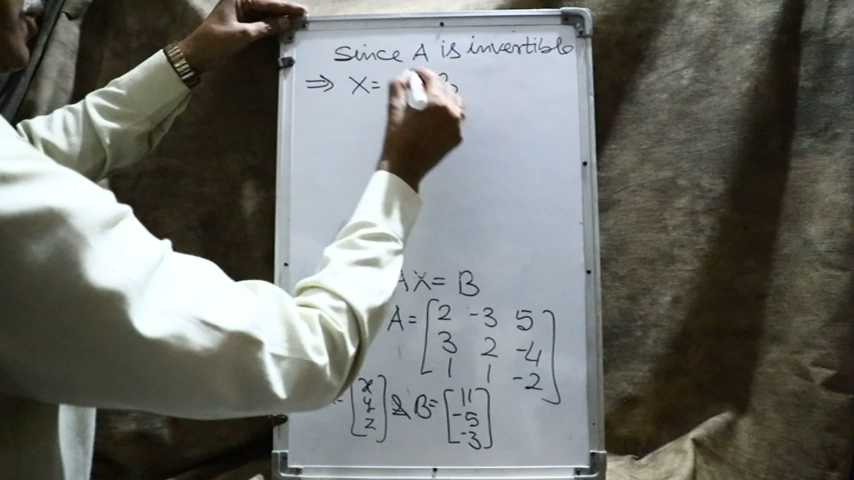 Since A is invertible
⇒ X= B
AX= B
A= [2 -3 5
3 2 -4
1 1 -2]
= [x
y
z] & B= [11
-5
-3]